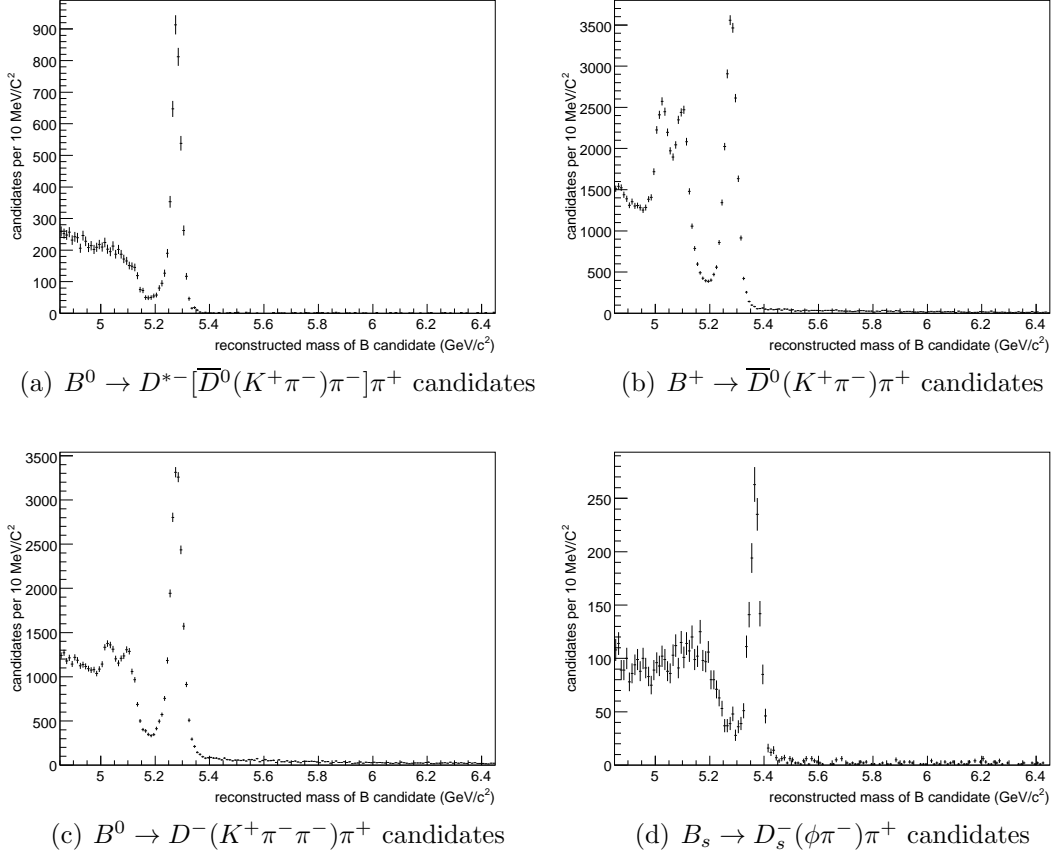 900
800
700
600
500
400
300
200
100
0
candidates per 10 MeV/C²
5 5.2 5.4 5.6 5.8 6 6.2 6.4
reconstructed mass of B candidate (GeV/c²)
(a) B⁰ → D*⁻[D̅⁰(K⁺π⁻)π⁻]π⁺ candidates
3500
3000
2500
2000
1500
1000
500
0
candidates per 10 MeV/C²
5 5.2 5.4 5.6 5.8 6 6.2 6.4
reconstructed mass of B candidate (GeV/c²)
(b) B⁺ → D̅⁰(K⁺π⁻)π⁺ candidates
3500
3000
2500
2000
1500
1000
500
0
candidates per 10 MeV/C²
5 5.2 5.4 5.6 5.8 6 6.2 6.4
reconstructed mass of B candidate (GeV/c²)
(c) B⁰ → D⁻(K⁺π⁻π⁻)π⁺ candidates
250
200
150
100
50
0
candidates per 10 MeV/C²
5 5.2 5.4 5.6 5.8 6 6.2 6.4
reconstructed mass of B candidate (GeV/c²)
(d) Bₛ → Dₛ⁻(ϕπ⁻)π⁺ candidates